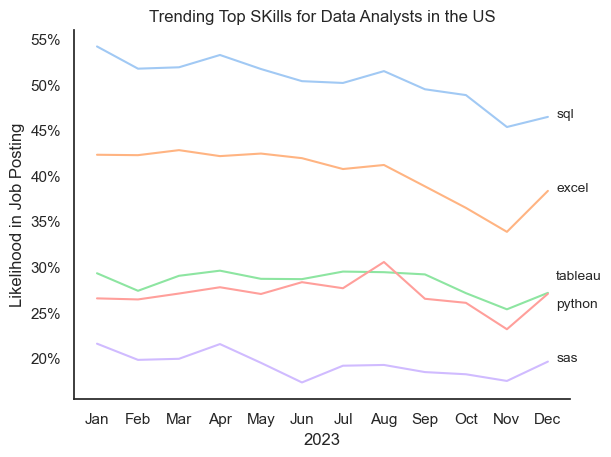 Trending Top SKills for Data Analysts in the US
Likelihood in Job Posting
55%
50%
45%
40%
35%
30%
25%
20%
sql
excel
tableau
python
sas
Jan Feb Mar Apr May Jun Jul Aug Sep Oct Nov Dec
2023